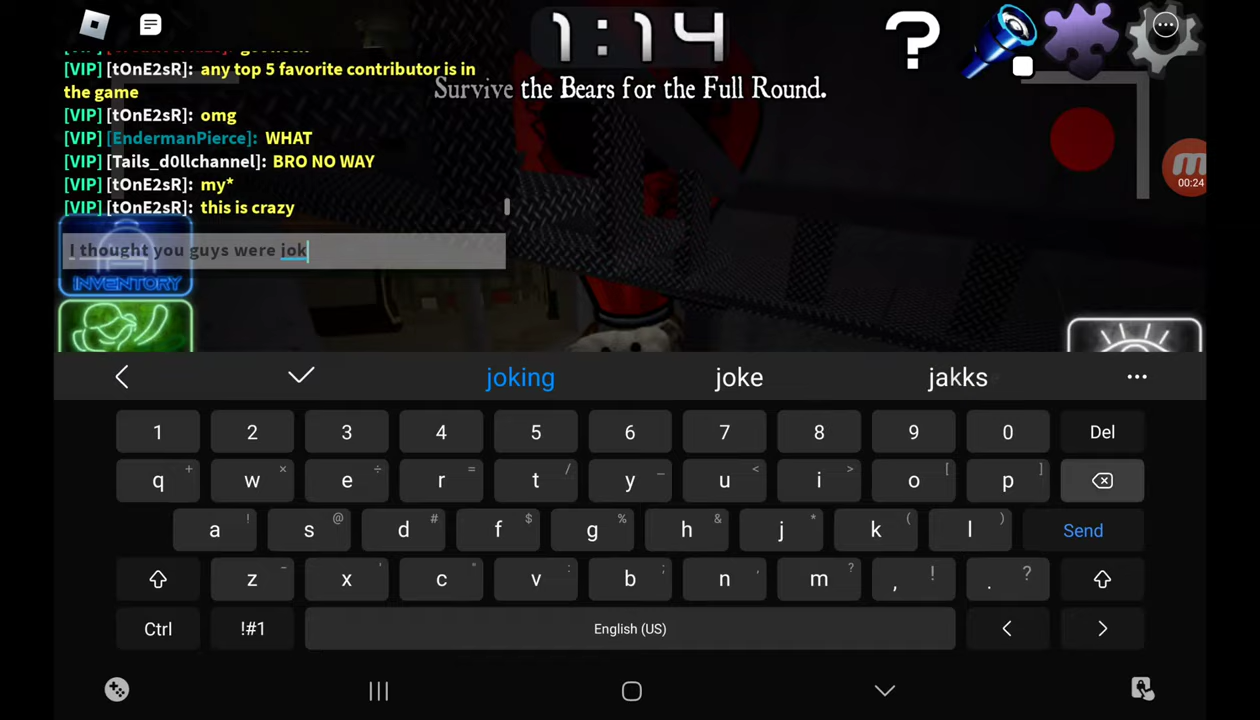 1:14
Survive the Bears for the Full Round.
[VIP] [tOnE2sR]: any top 5 favorite contributor is in
the game
[VIP] [tOnE2sR]: omg
[VIP] [EndermanPierce]: WHAT
[VIP] [Tails_d0llchannel]: BRO NO WAY
[VIP] [tOnE2sR]: my*
[VIP] [tOnE2sR]: this is crazy
I thought you guys were jok
INVENTORY
00:24
joking joke jakks
1 2 3 4 5 6 7 8 9 0 Del
q w e r t y u i o p
a s d f g h j k l Send
z x c v b n m , ! . ?
Ctrl !#1 English (US) < >